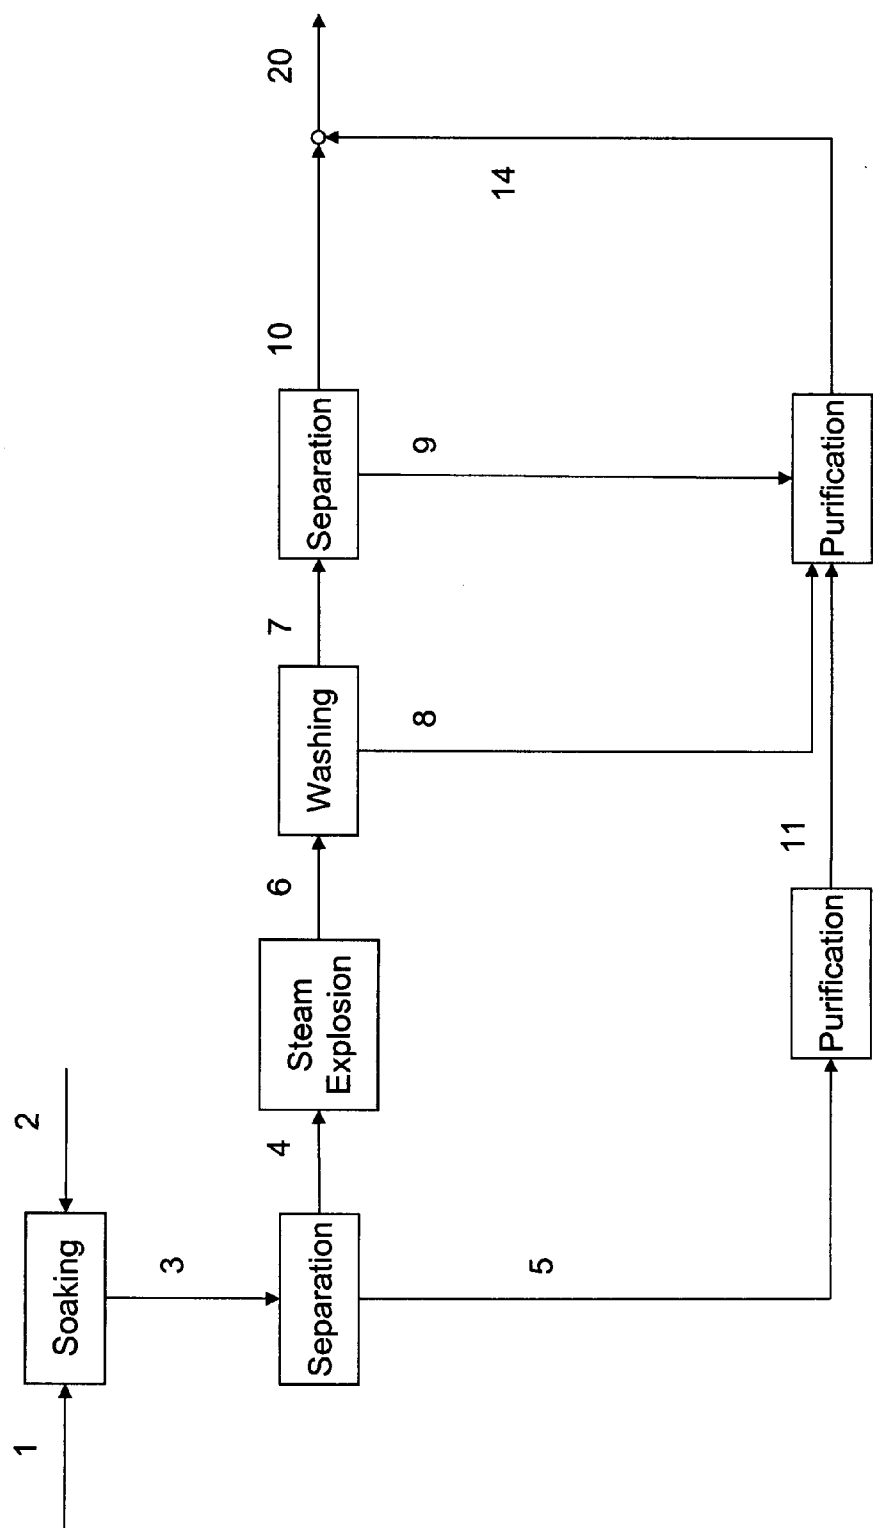 1
Soaking
2
3
Separation
4
Steam
Explosion
6
Washing
7
Separation
10
20
5
8
9
14
Purification
11
Purification